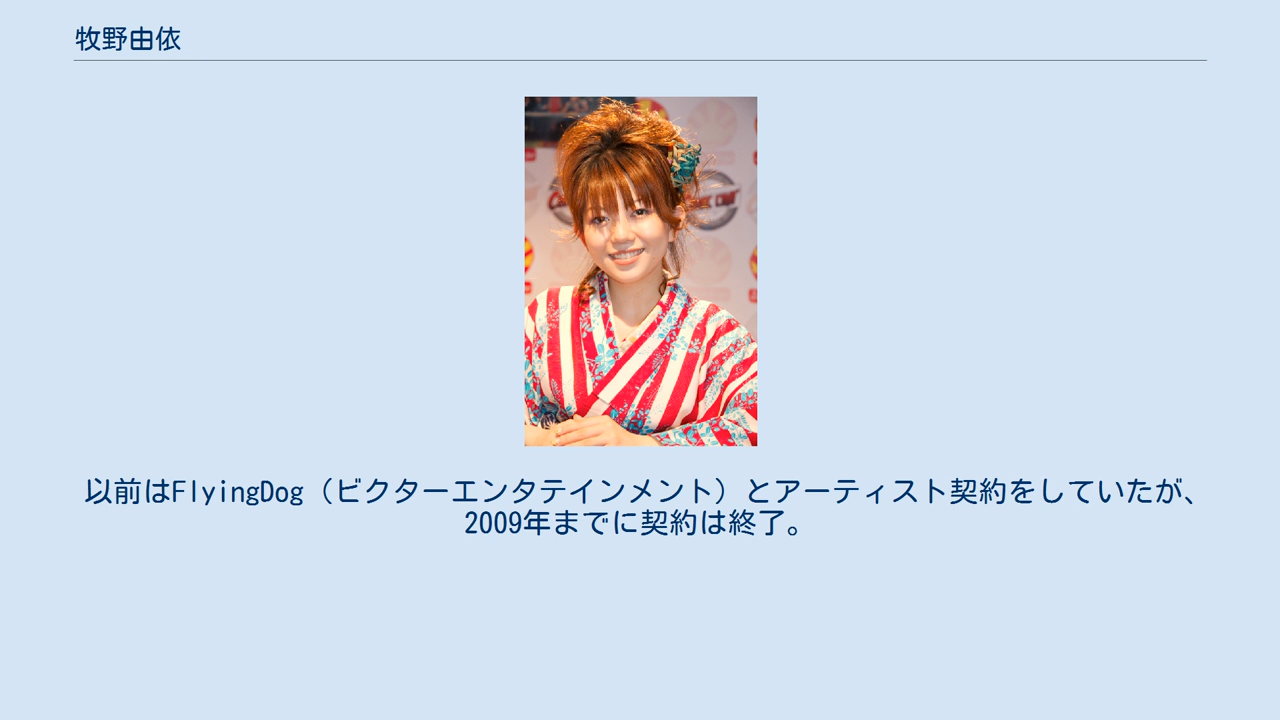 牧野由依
以前はFlyingDog（ビクターエンタテインメント）とアーティスト契約をしていたが、
2009年までに契約は終了。